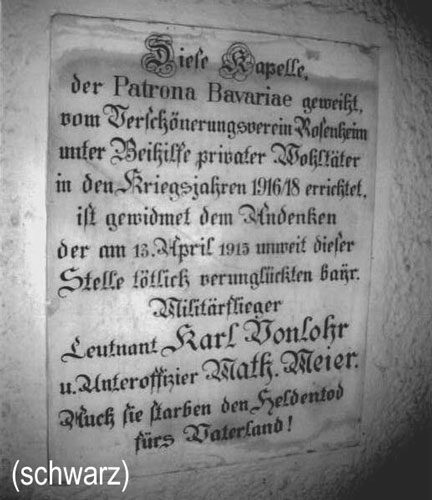 Diese Kapelle,
der Patrona Bavariae geweiht,
vom Verschönerungsverein Rosenheim
unter Beihilfe privater Wohltäter
in den Kriegsjahren 1916/18 errichtet,
ist gewidmet dem Andenken
der am 13. April 1915 unweit dieser
Stelle tötlich verunglückten bayr.
Militärflieger
Leutnant Karl Vonlohr
u. Unteroffizier Math. Meier.
Auch sie starben den Heldentod
fürs Vaterland!
(schwarz)